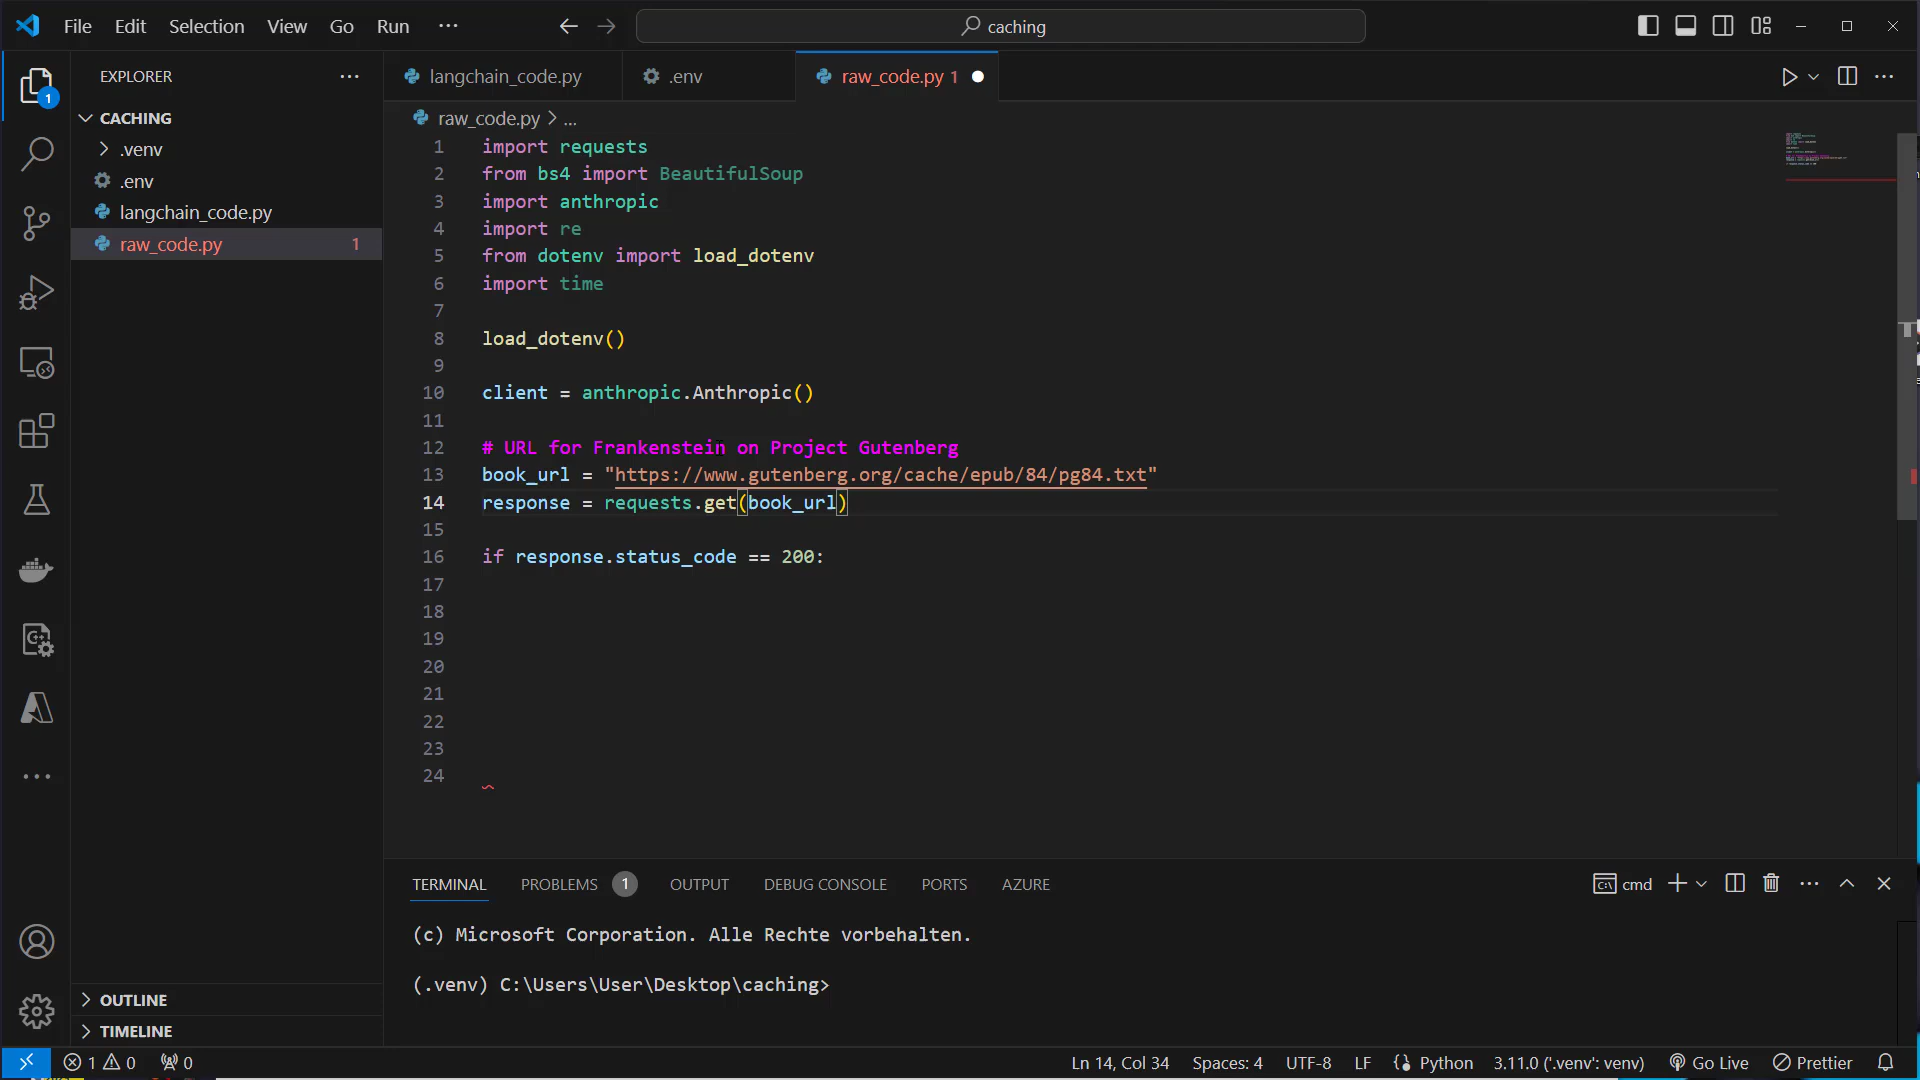 File Edit Selection View Go Run ···
caching
EXPLORER
CACHING
.venv
.env
langchain_code.py
raw_code.py 1
OUTLINE
TIMELINE
1
langchain_code.py
.env
raw_code.py 1
raw_code.py > ...
1 import requests
2 from bs4 import BeautifulSoup
3 import anthropic
4 import re
5 from dotenv import load_dotenv
6 import time
7
8 load_dotenv()
9
10 client = anthropic.Anthropic()
11
12 # URL for Frankenstein on Project Gutenberg
13 book_url = "https://www.gutenberg.org/cache/epub/84/pg84.txt"
14 response = requests.get(book_url)
15
16 if response.status_code == 200:
17
18
19
20
21
22
23
24
TERMINAL PROBLEMS 1 OUTPUT DEBUG CONSOLE PORTS AZURE
cmd
(c) Microsoft Corporation. Alle Rechte vorbehalten.
(.venv) C:\Users\User\Desktop\caching>
1 0 0
Ln 14, Col 34 Spaces: 4 UTF-8 LF Python 3.11.0 ('.venv': venv) Go Live Prettier